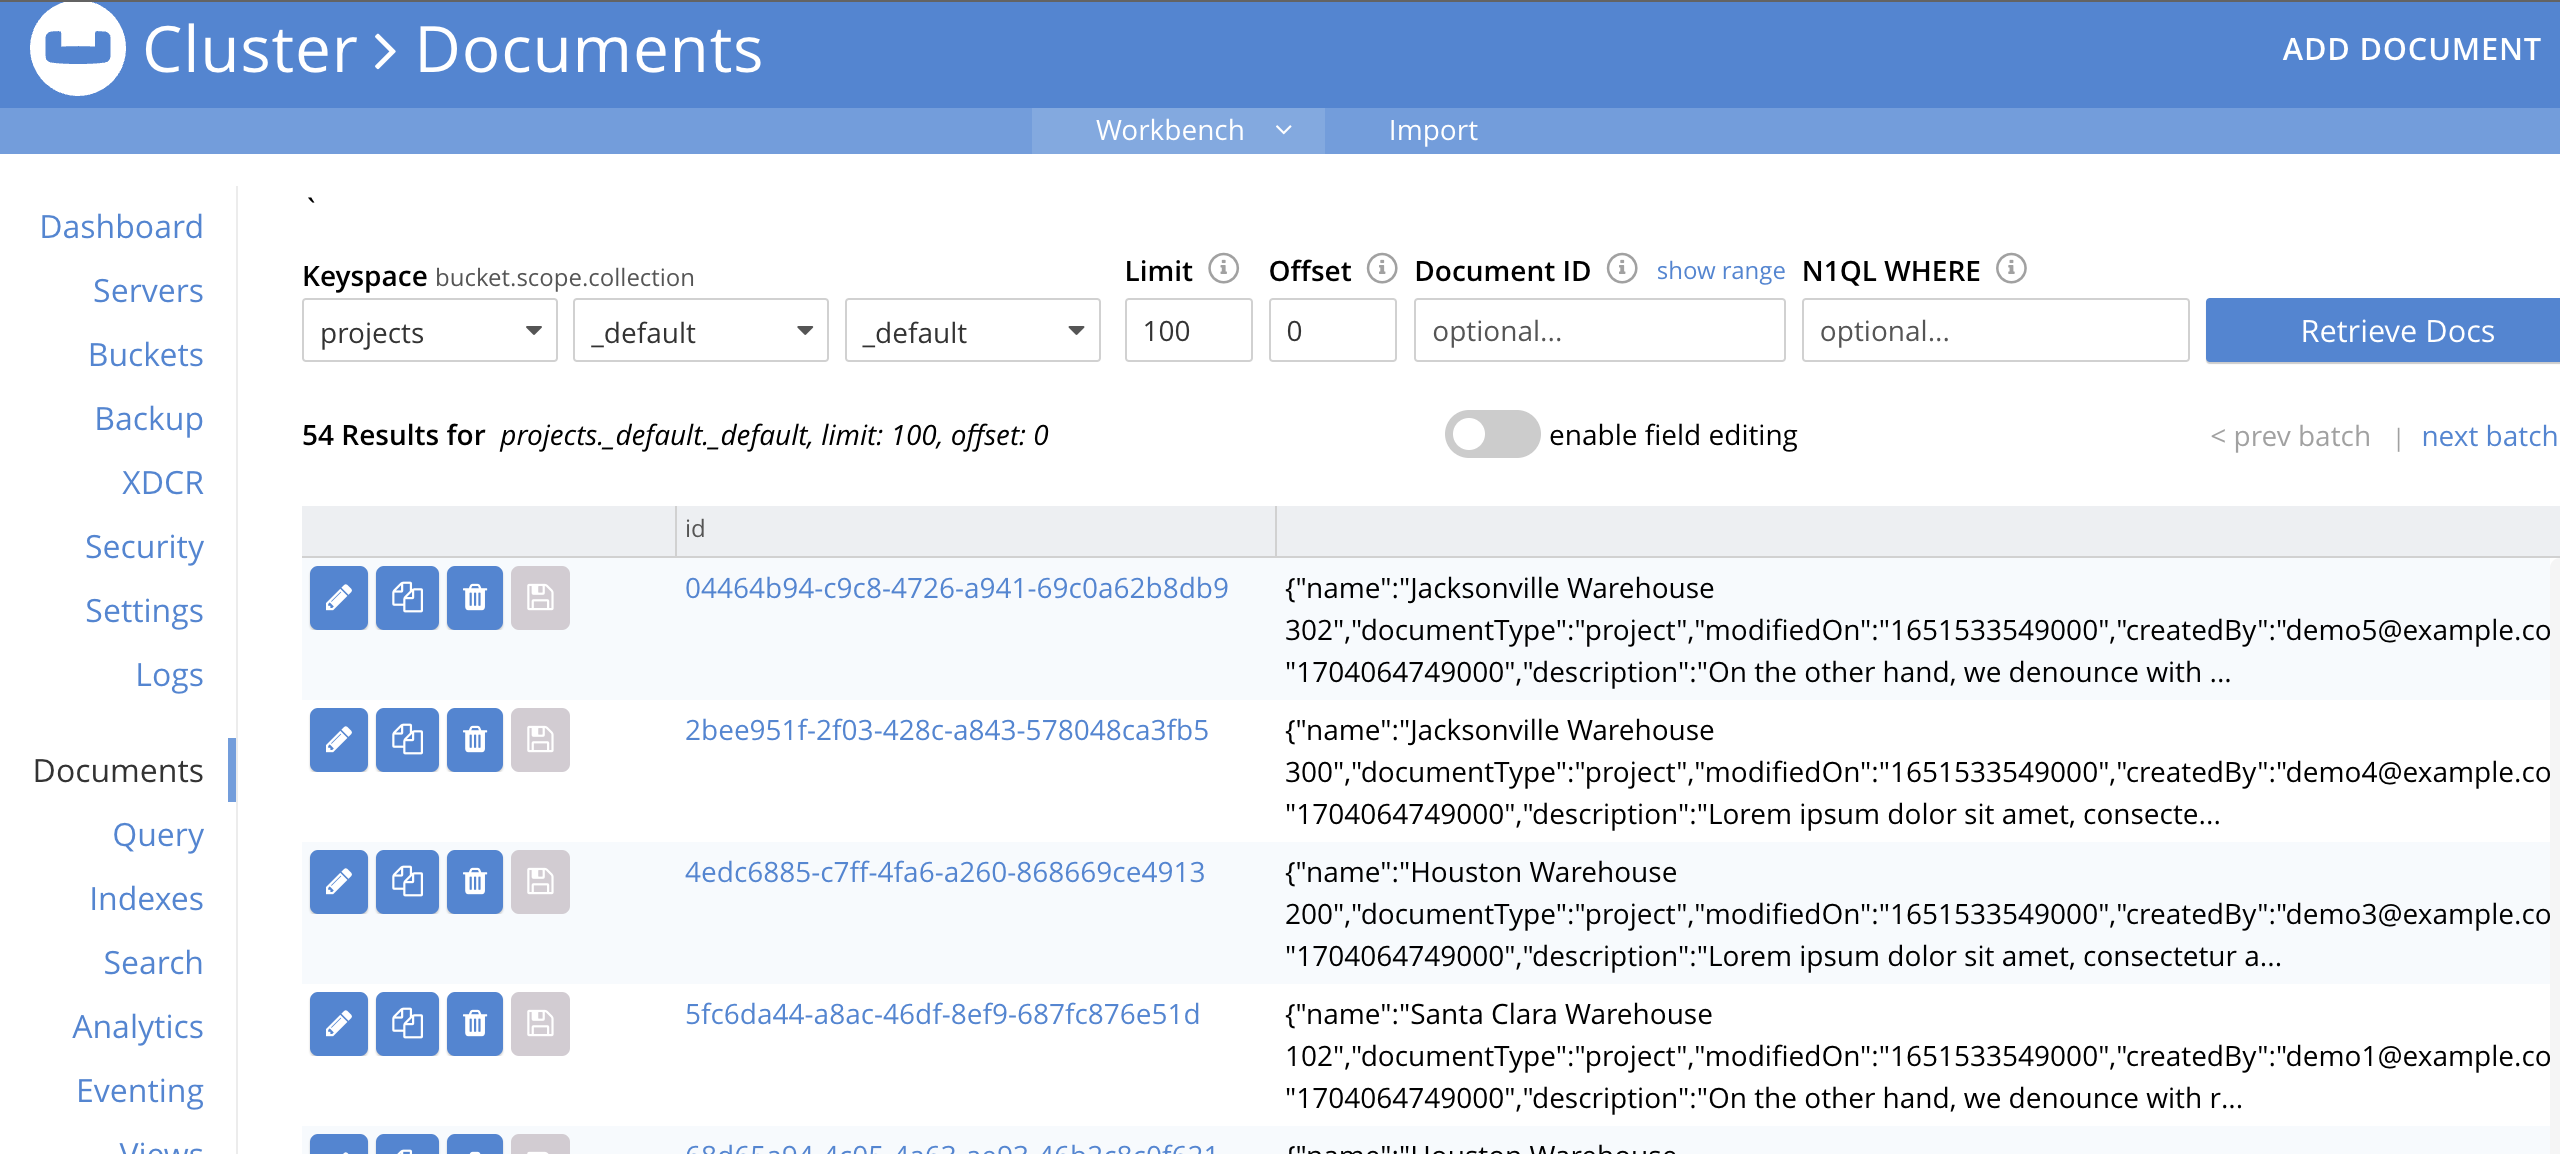 Cluster > Documents
ADD DOCUMENT
Workbench
Import
Dashboard
Servers
Buckets
Backup
XDCR
Security
Settings
Logs
Documents
Query
Indexes
Search
Analytics
Eventing
Views
`
Keyspace bucket.scope.collection
Limit
Offset
Document ID
show range
N1QL WHERE
projects
_default
_default
100
0
optional...
optional...
Retrieve Docs
54 Results for projects._default._default, limit: 100, offset: 0
enable field editing
< prev batch | next batch
id
04464b94-c9c8-4726-a941-69c0a62b8db9
{"name":"Jacksonville Warehouse
302","documentType":"project","modifiedOn":"1651533549000","createdBy":"demo5@example.co
"1704064749000","description":"On the other hand, we denounce with ...
2bee951f-2f03-428c-a843-578048ca3fb5
{"name":"Jacksonville Warehouse
300","documentType":"project","modifiedOn":"1651533549000","createdBy":"demo4@example.co
"1704064749000","description":"Lorem ipsum dolor sit amet, consecte...
4edc6885-c7ff-4fa6-a260-868669ce4913
{"name":"Houston Warehouse
200","documentType":"project","modifiedOn":"1651533549000","createdBy":"demo3@example.co
"1704064749000","description":"Lorem ipsum dolor sit amet, consectetur a...
5fc6da44-a8ac-46df-8ef9-687fc876e51d
{"name":"Santa Clara Warehouse
102","documentType":"project","modifiedOn":"1651533549000","createdBy":"demo1@example.co
"1704064749000","description":"On the other hand, we denounce with r...
{"name":"Houston Warehouse